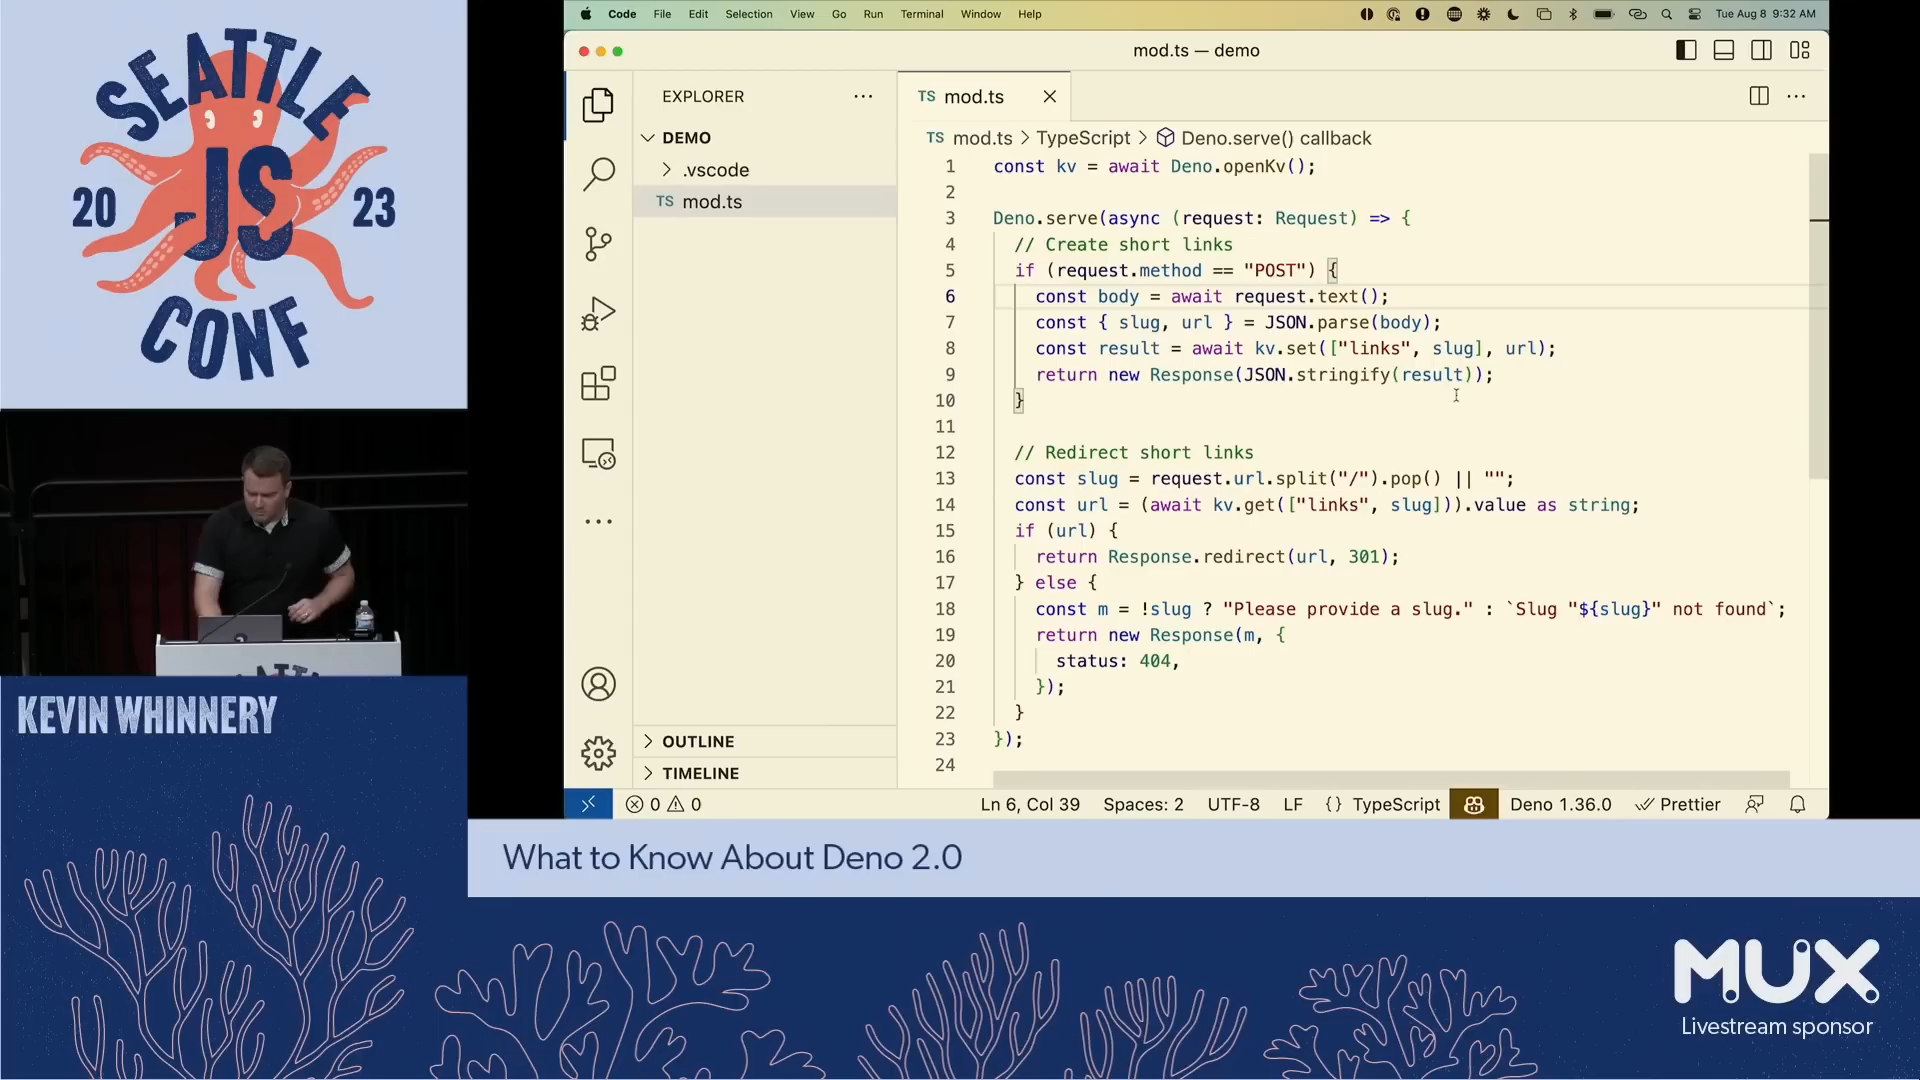 SEATTLE
JS
20 23
CONF
KEVIN WHINNERY
Code File Edit Selection View Go Run Terminal Window Help Tue Aug 8 9:32 AM
mod.ts — demo
EXPLORER
DEMO
.vscode
TS mod.ts
OUTLINE
TIMELINE
TS mod.ts
TS mod.ts > TypeScript > Deno.serve() callback
1 const kv = await Deno.openKv();
2
3 Deno.serve(async (request: Request) => {
4 // Create short links
5 if (request.method == "POST") {
6 const body = await request.text();
7 const { slug, url } = JSON.parse(body);
8 const result = await kv.set(["links", slug], url);
9 return new Response(JSON.stringify(result));
10 }
11
12 // Redirect short links
13 const slug = request.url.split("/").pop() || "";
14 const url = (await kv.get(["links", slug])).value as string;
15 if (url) {
16 return Response.redirect(url, 301);
17 } else {
18 const m = !slug ? "Please provide a slug." : `Slug "${slug}" not found`;
19 return new Response(m, {
20 status: 404,
21 });
22 }
23 });
24
0 0 Ln 6, Col 39 Spaces: 2 UTF-8 LF {} TypeScript Deno 1.36.0 Prettier
What to Know About Deno 2.0
MUX
Livestream sponsor